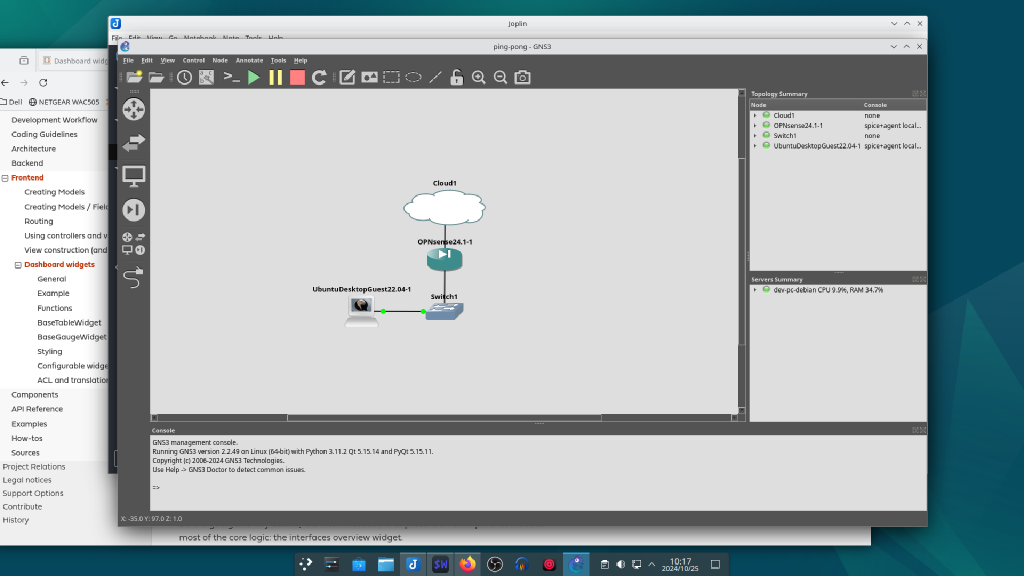 Joplin
File Edit View Go Notebook Note Tools Help
ping-pong - GNS3
File Edit View Control Node Annotate Tools Help
Dashboard widg
Dell NETGEAR WAC505
Development Workflow
Coding Guidelines
Architecture
Backend
Frontend
Creating Models
Creating Models / Field
Routing
Using controllers and v
View construction (and
Dashboard widgets
General
Example
Functions
BaseTableWidget
BaseGaugeWidget
Styling
Configurable widge
ACL and translation
Components
API Reference
Examples
How-tos
Sources
Project Relations
Legal notices
Support Options
Contribute
History
Cloud1
OPNsense24.1-1
UbuntuDesktopGuest22.04-1
Switch1
Topology Summary
Node Console
Cloud1 none
OPNsense24.1-1 spice+agent local...
Switch1 none
UbuntuDesktopGuest22.04-1 spice+agent local...
Servers Summary
dev-pc-debian CPU 9.9%, RAM 34.7%
Console
GNS3 management console.
Running GNS3 version 2.2.49 on Linux (64-bit) with Python 3.11.2 Qt 5.15.14 and PyQt 5.15.11.
Copyright (c) 2006-2024 GNS3 Technologies.
Use Help -> GNS3 Doctor to detect common issues.
=>
X: -35.0 Y: 97.0 Z: 1.0
most of the core logic: the interfaces overview widget.
10:17
2024/10/25